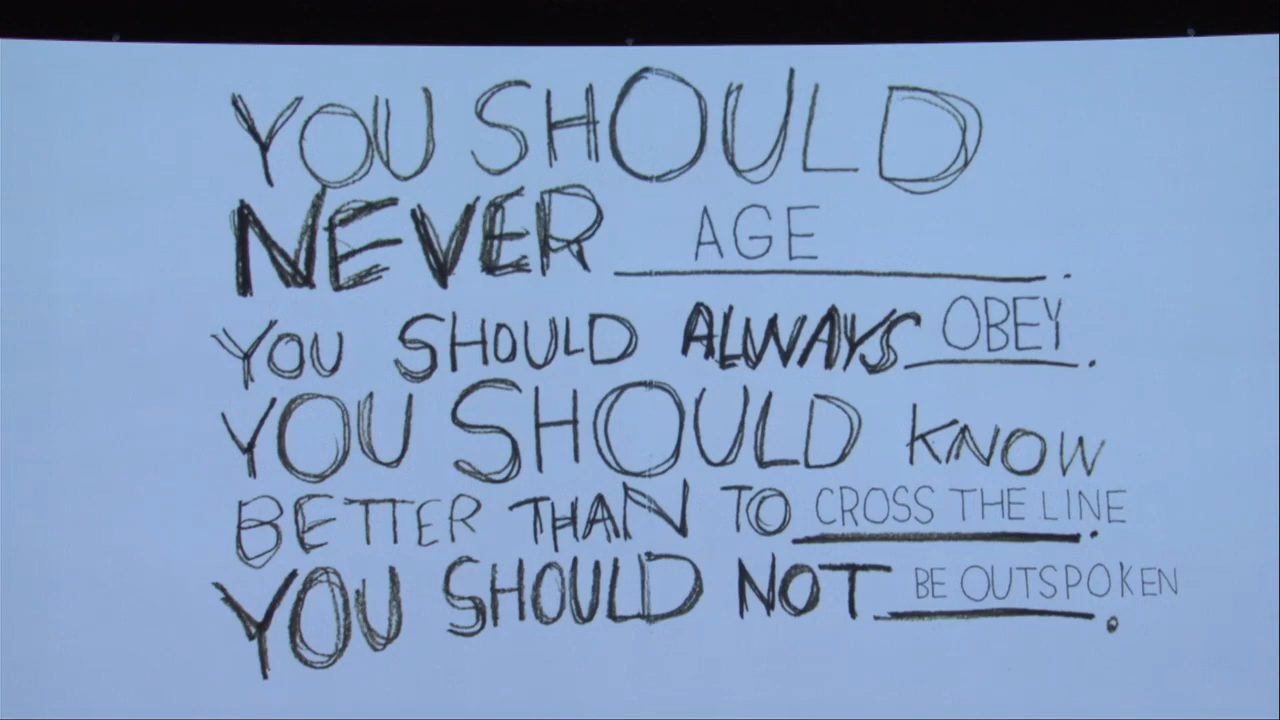 YOU SHOULD
NEVER AGE.
YOU SHOULD ALWAYS OBEY.
YOU SHOULD KNOW
BETTER THAN TO CROSS THE LINE.
YOU SHOULD NOT BE OUTSPOKEN.